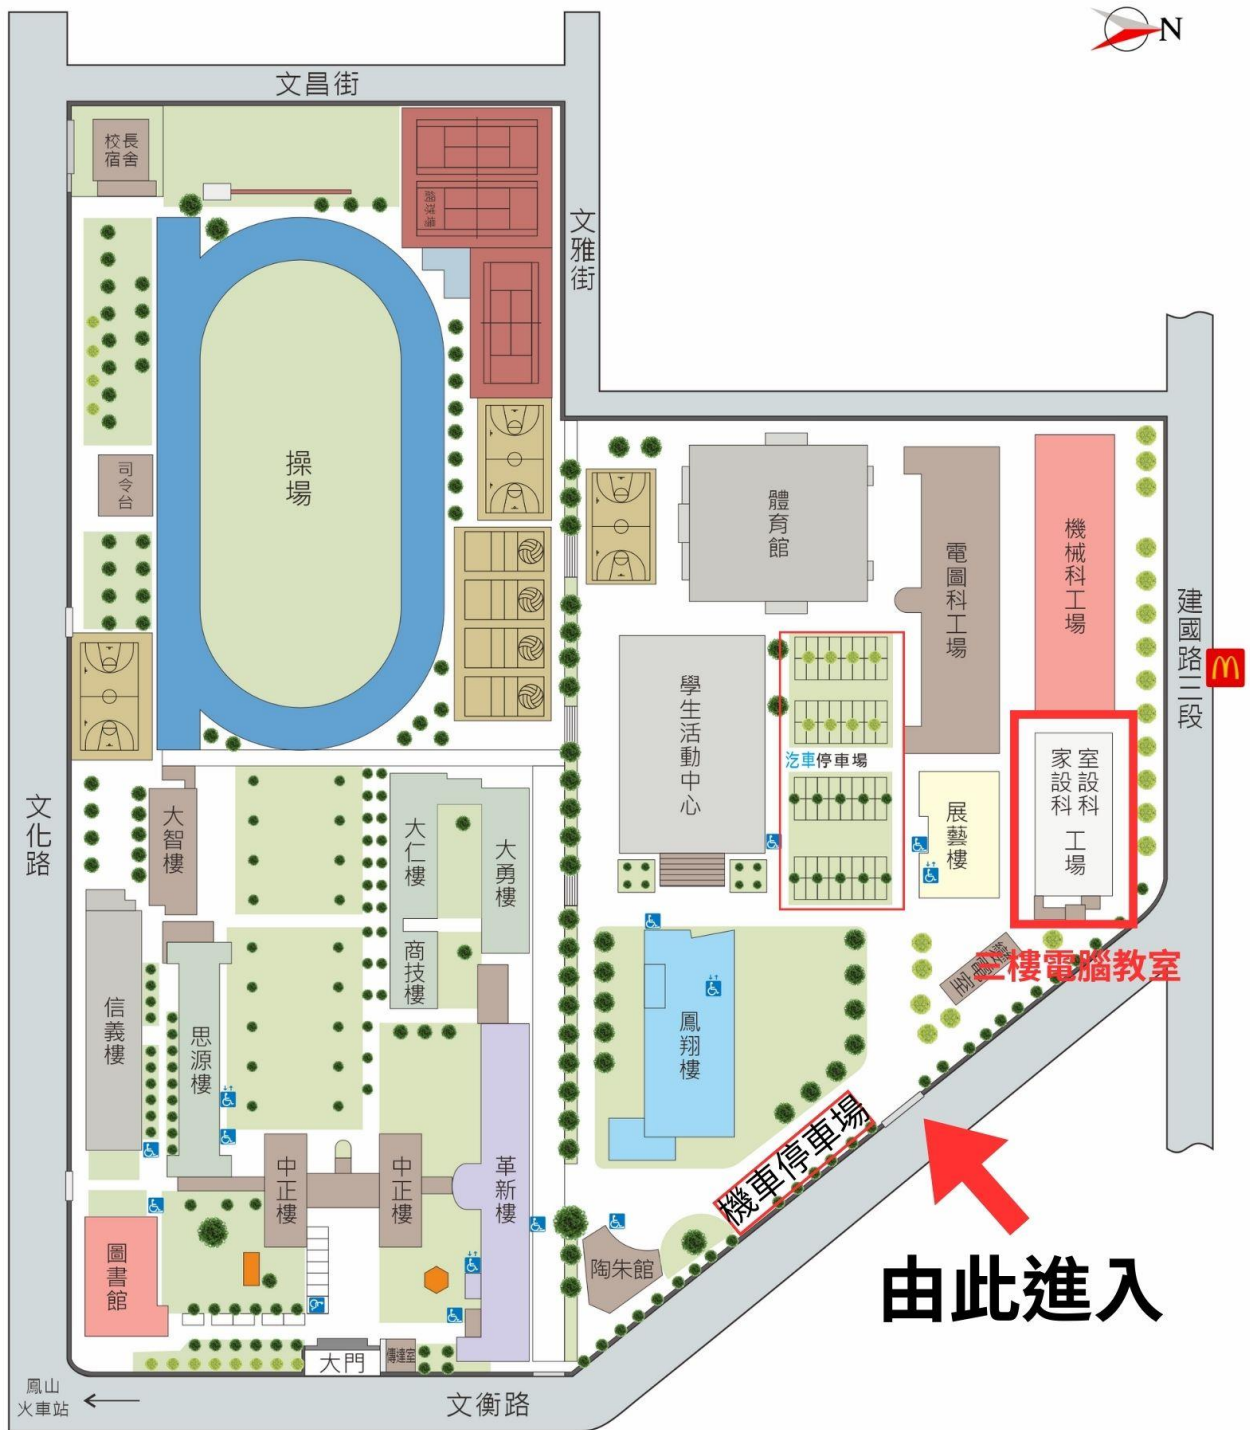 N
文昌街
校長
宿舍
網球場
文雅街
操場
司令台
體育館
電圖科工場
機械科工場
建國路三段
學生活動中心
汽車停車場
室設科
家設科
工場
展藝樓
文化路
大智樓
大仁樓
大勇樓
商技樓
三樓電腦教室
信義樓
思源樓
鳳翔樓
機車停車場
中正樓
中正樓
革新樓
由此進入
圖書館
陶朱館
大門
傳達室
鳳山
火車站
文衡路